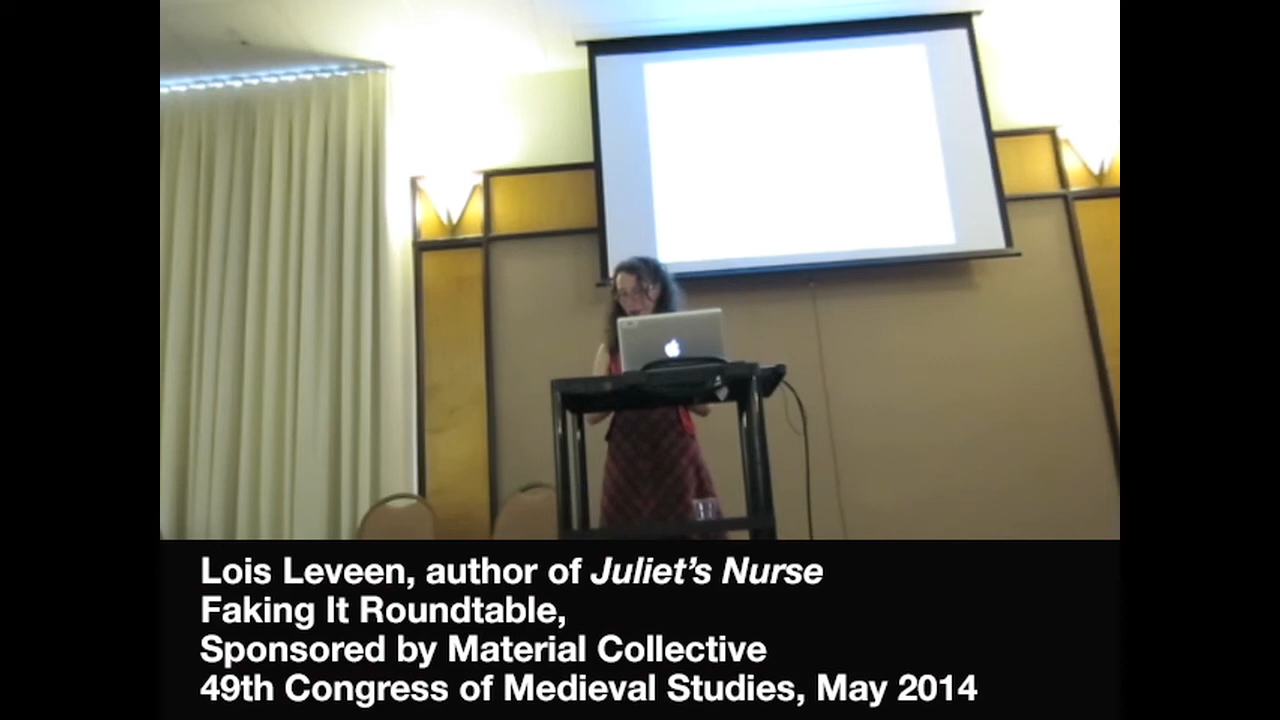 Lois Leveen, author of Juliet's Nurse
Faking It Roundtable,
Sponsored by Material Collective
49th Congress of Medieval Studies, May 2014